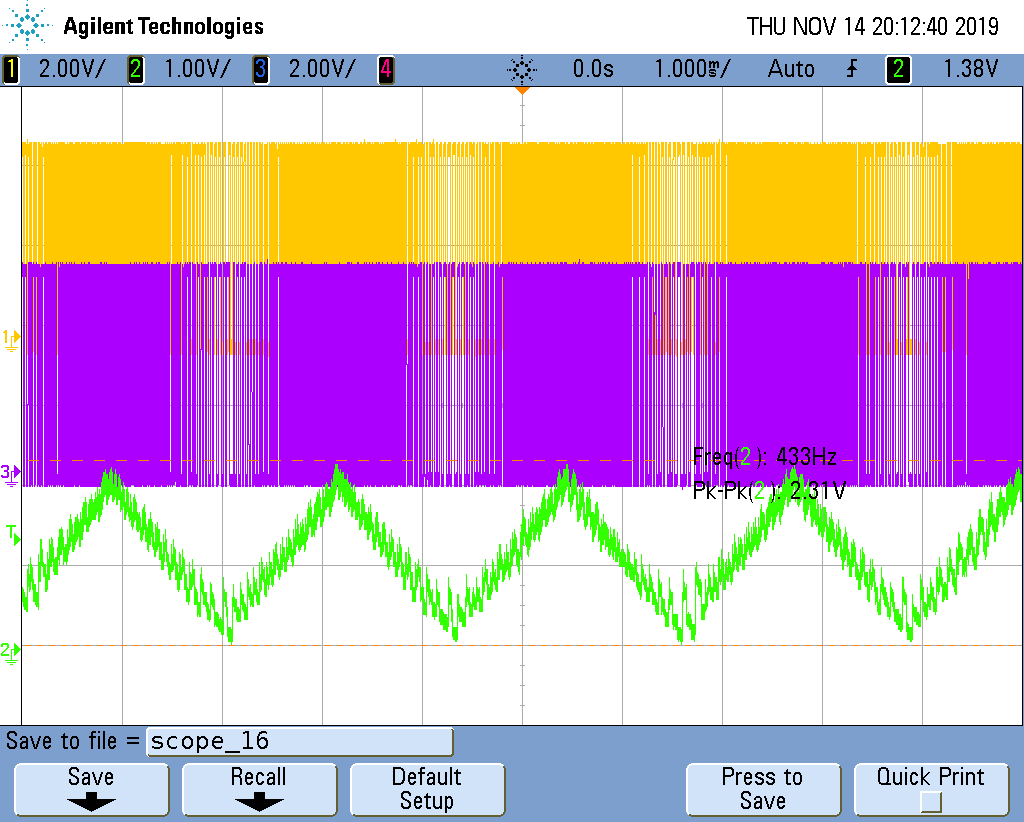 Agilent Technologies THU NOV 14 20:12:40 2019
1 2.00V/ 2 1.00V/ 3 2.00V/ 4 0.0s 1.000ms/ Auto 2 1.38V
1
Freq(2): 433Hz
3
Pk-Pk(2): 2.31V
T
2
Save to file = scope_16
Save Recall Default Setup Press to Save Quick Print